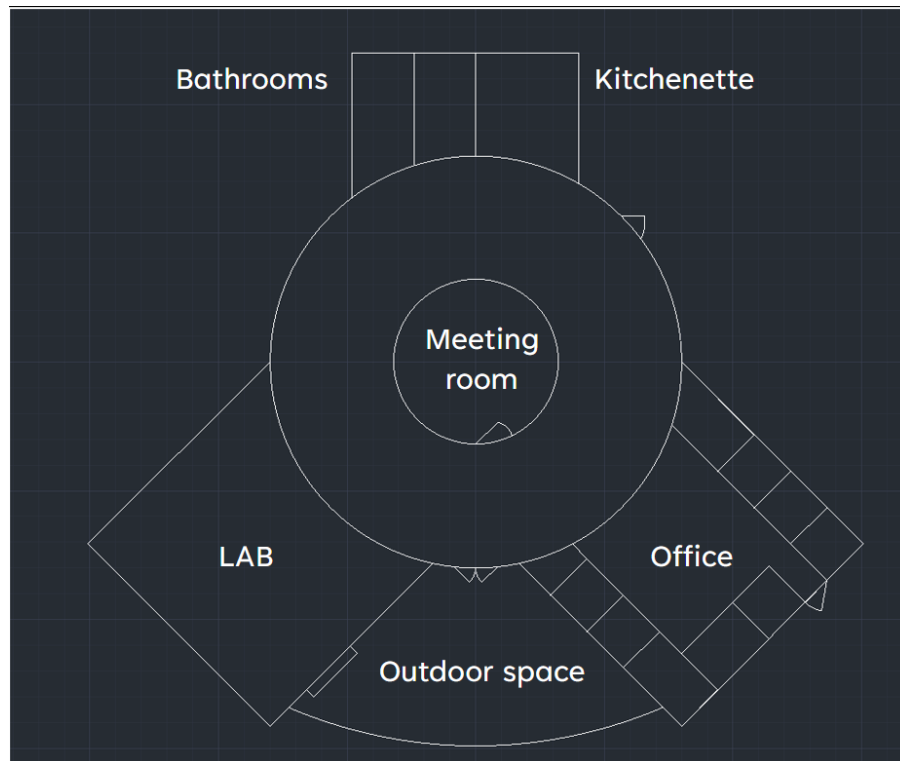 Bathrooms
Kitchenette
Meeting
room
LAB
Office
Outdoor space